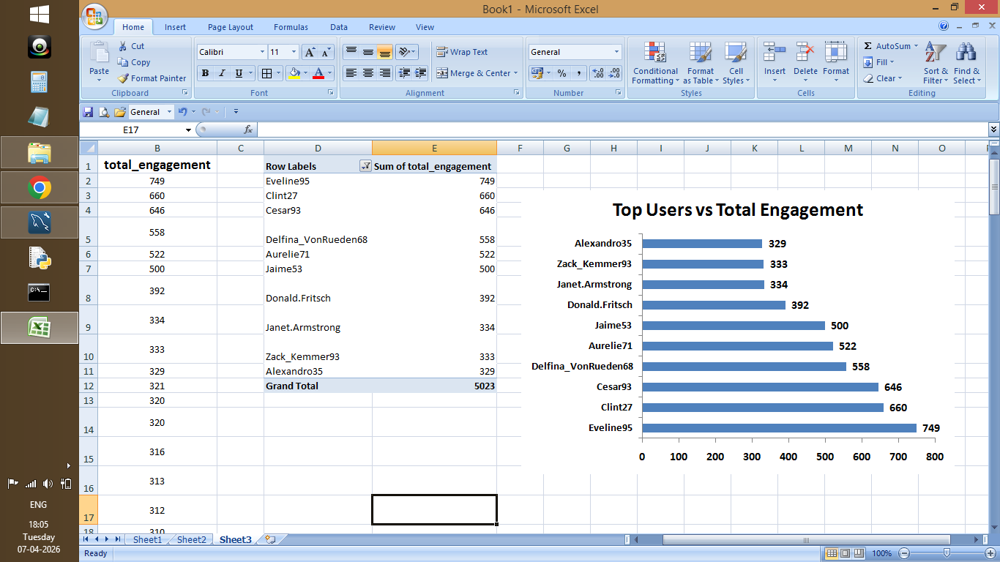 Book1 - Microsoft Excel
Home Insert Page Layout Formulas Data Review View
Paste
Cut
Copy
Format Painter
Clipboard
Calibri 11
B I U
Font
Wrap Text
Merge & Center
Alignment
General
% ,
Number
Conditional Formatting
Format as Table
Cell Styles
Styles
Insert Delete Format
Cells
Σ AutoSum
Fill
Clear
Sort & Filter
Find & Select
Editing
General
E17 fx
B C D E F G H I J K L M N O
1 total_engagement Row Labels Sum of total_engagement
2 749 Eveline95 749
3 660 Clint27 660
4 646 Cesar93 646
5 558 Delfina_VonRueden68 558
6 522 Aurelie71 522
7 500 Jaime53 500
8 392 Donald.Fritsch 392
9 334 Janet.Armstrong 334
10 333 Zack_Kemmer93 333
11 329 Alexandro35 329
12 321 Grand Total 5023
13 320
14 320
15 316
16 313
17 312
18 310
Top Users vs Total Engagement
Alexandro35 329
Zack_Kemmer93 333
Janet.Armstrong 334
Donald.Fritsch 392
Jaime53 500
Aurelie71 522
Delfina_VonRueden68 558
Cesar93 646
Clint27 660
Eveline95 749
0 100 200 300 400 500 600 700 800
Sheet1 Sheet2 Sheet3
Ready 100%
ENG
18:05
Tuesday
07-04-2026